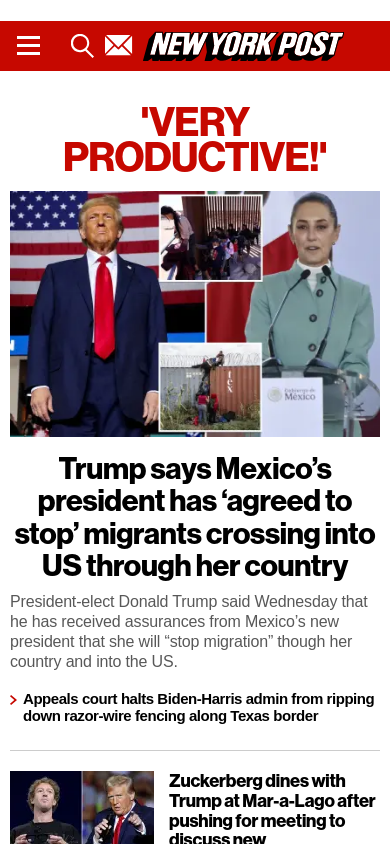 NEW YORK POST
'VERY
PRODUCTIVE!'
México
Trump says Mexico’s
president has ‘agreed to
stop’ migrants crossing into
US through her country
President-elect Donald Trump said Wednesday that
he has received assurances from Mexico’s new
president that she will “stop migration” though her
country and into the US.
Appeals court halts Biden-Harris admin from ripping
down razor-wire fencing along Texas border
Zuckerberg dines with
Trump at Mar-a-Lago after
pushing for meeting to
discuss new